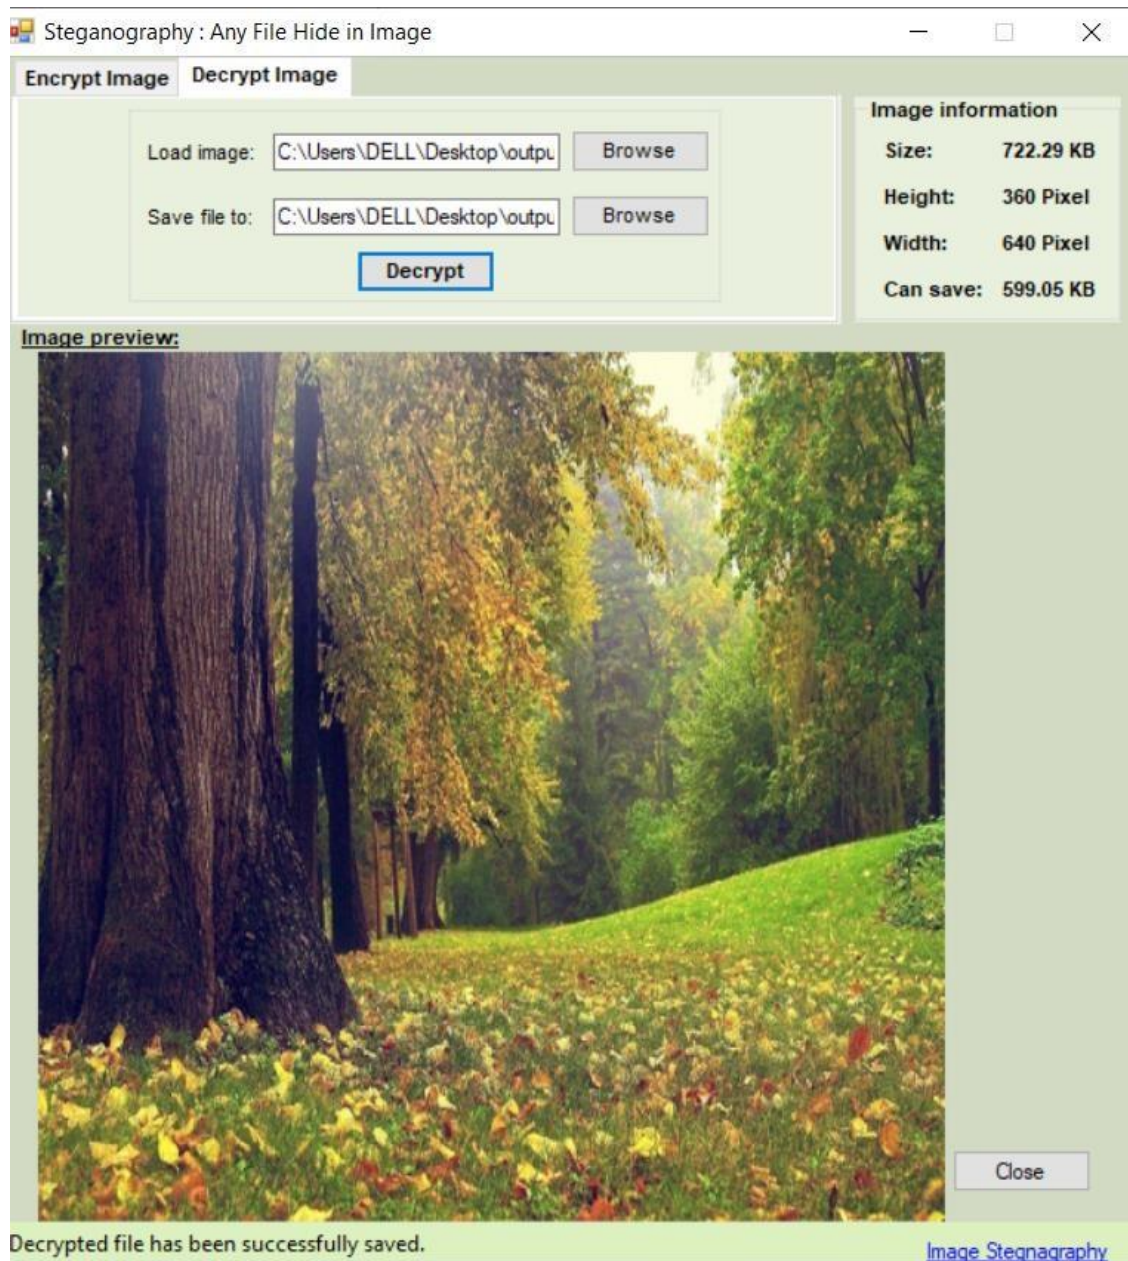 Steganography : Any File Hide in Image
Encrypt Image Decrypt Image
Load image: C:\Users\DELL\Desktop\outpu Browse
Save file to: C:\Users\DELL\Desktop\outpu Browse
Decrypt
Image information
Size: 722.29 KB
Height: 360 Pixel
Width: 640 Pixel
Can save: 599.05 KB
Image preview:
Close
Decrypted file has been successfully saved.
Image Stegnagraphy